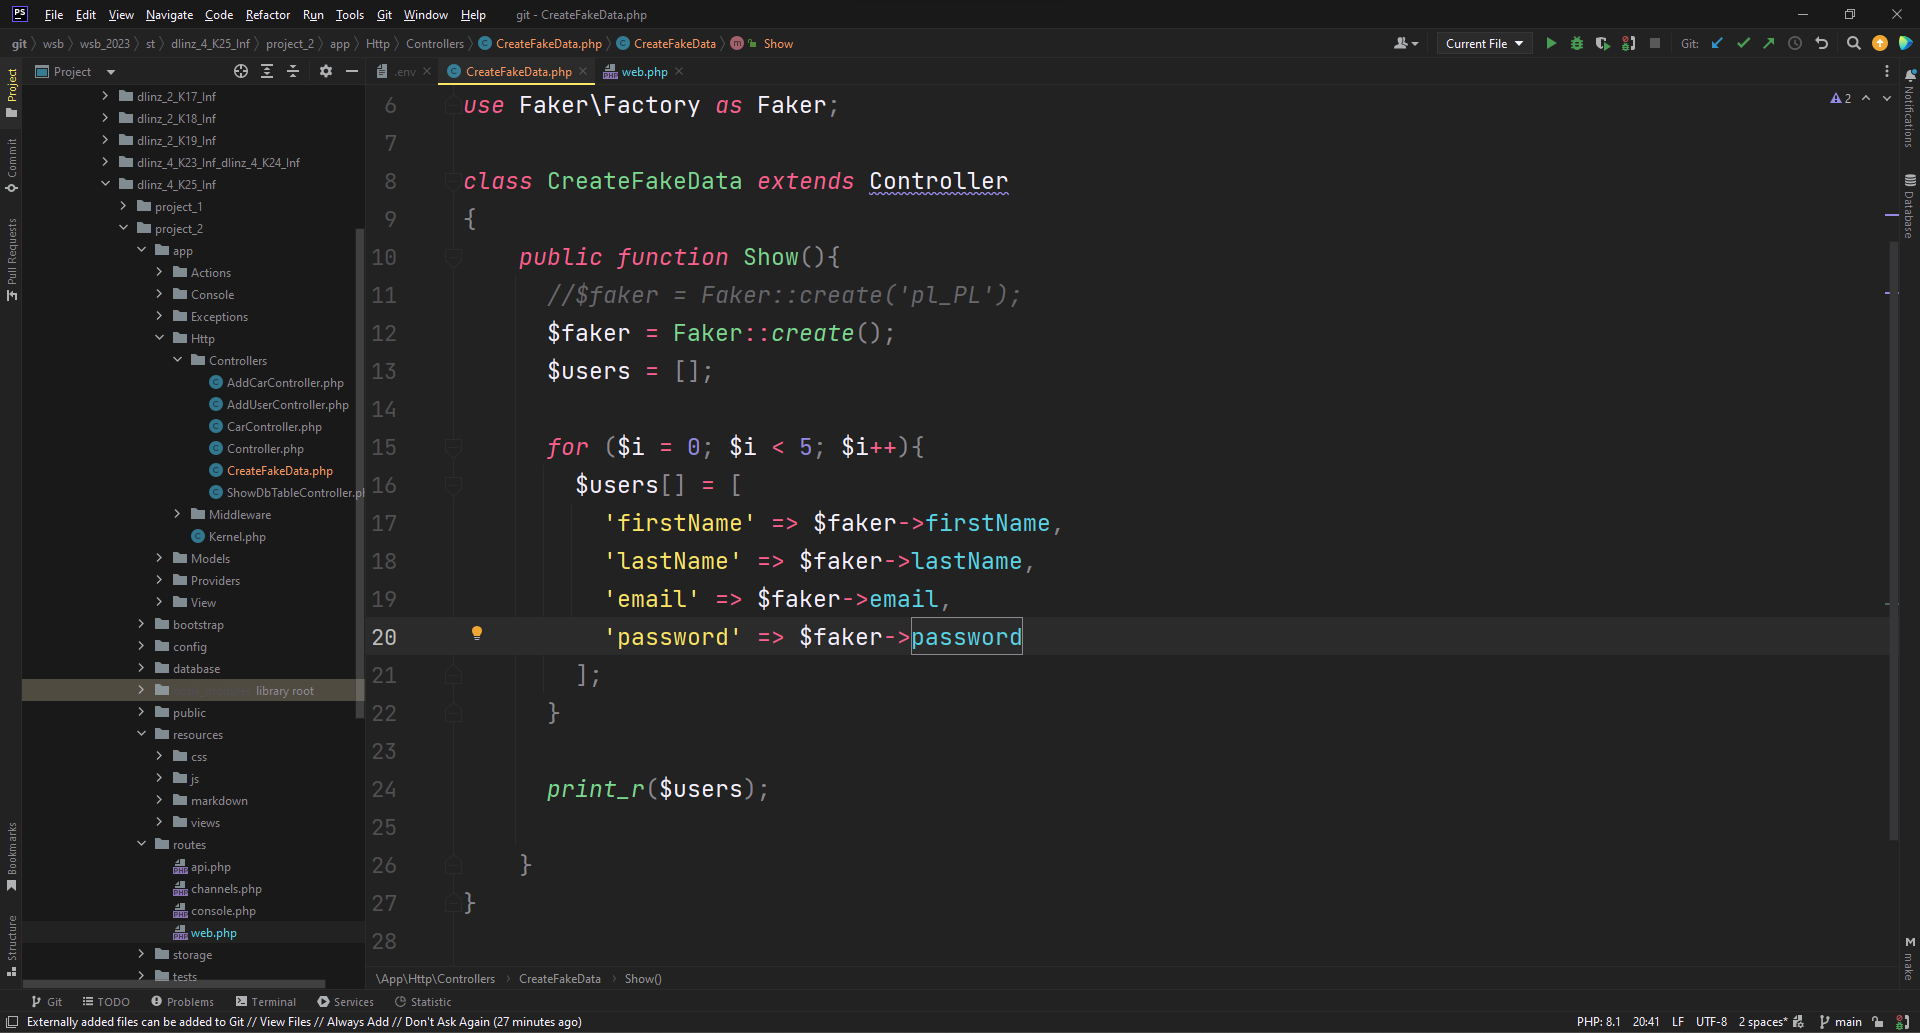 PS File Edit View Navigate Code Refactor Run Tools Git Window Help git - CreateFakeData.php
git wsb wsb_2023 st dlinz_4_K25_Inf project_2 app Http Controllers CreateFakeData.php CreateFakeData m Show Current File Git:
Project .env CreateFakeData.php web.php
Project
Commit
Pull Requests
Bookmarks
Structure
dlinz_2_K17_Inf
dlinz_2_K18_Inf
dlinz_2_K19_Inf
dlinz_4_K23_Inf_dlinz_4_K24_Inf
dlinz_4_K25_Inf
project_1
project_2
app
Actions
Console
Exceptions
Http
Controllers
AddCarController.php
AddUserController.php
CarController.php
Controller.php
CreateFakeData.php
ShowDbTableController.ph
Middleware
Kernel.php
Models
Providers
View
bootstrap
config
database
library root
public
resources
css
js
markdown
views
routes
api.php
channels.php
console.php
web.php
storage
tests
6 use Faker\Factory as Faker;
7
8 class CreateFakeData extends Controller
9 {
10 public function Show(){
11 //$faker = Faker::create('pl_PL');
12 $faker = Faker::create();
13 $users = [];
14
15 for ($i = 0; $i < 5; $i++){
16 $users[] = [
17 'firstName' => $faker->firstName,
18 'lastName' => $faker->lastName,
19 'email' => $faker->email,
20 'password' => $faker->password
21 ];
22 }
23
24 print_r($users);
25
26 }
27 }
28
2
Notifications
Database
M make
\App\Http\Controllers CreateFakeData Show()
Git TODO Problems Terminal Services Statistic
Externally added files can be added to Git // View Files // Always Add // Don't Ask Again (27 minutes ago) PHP: 8.1 20:41 LF UTF-8 2 spaces* main